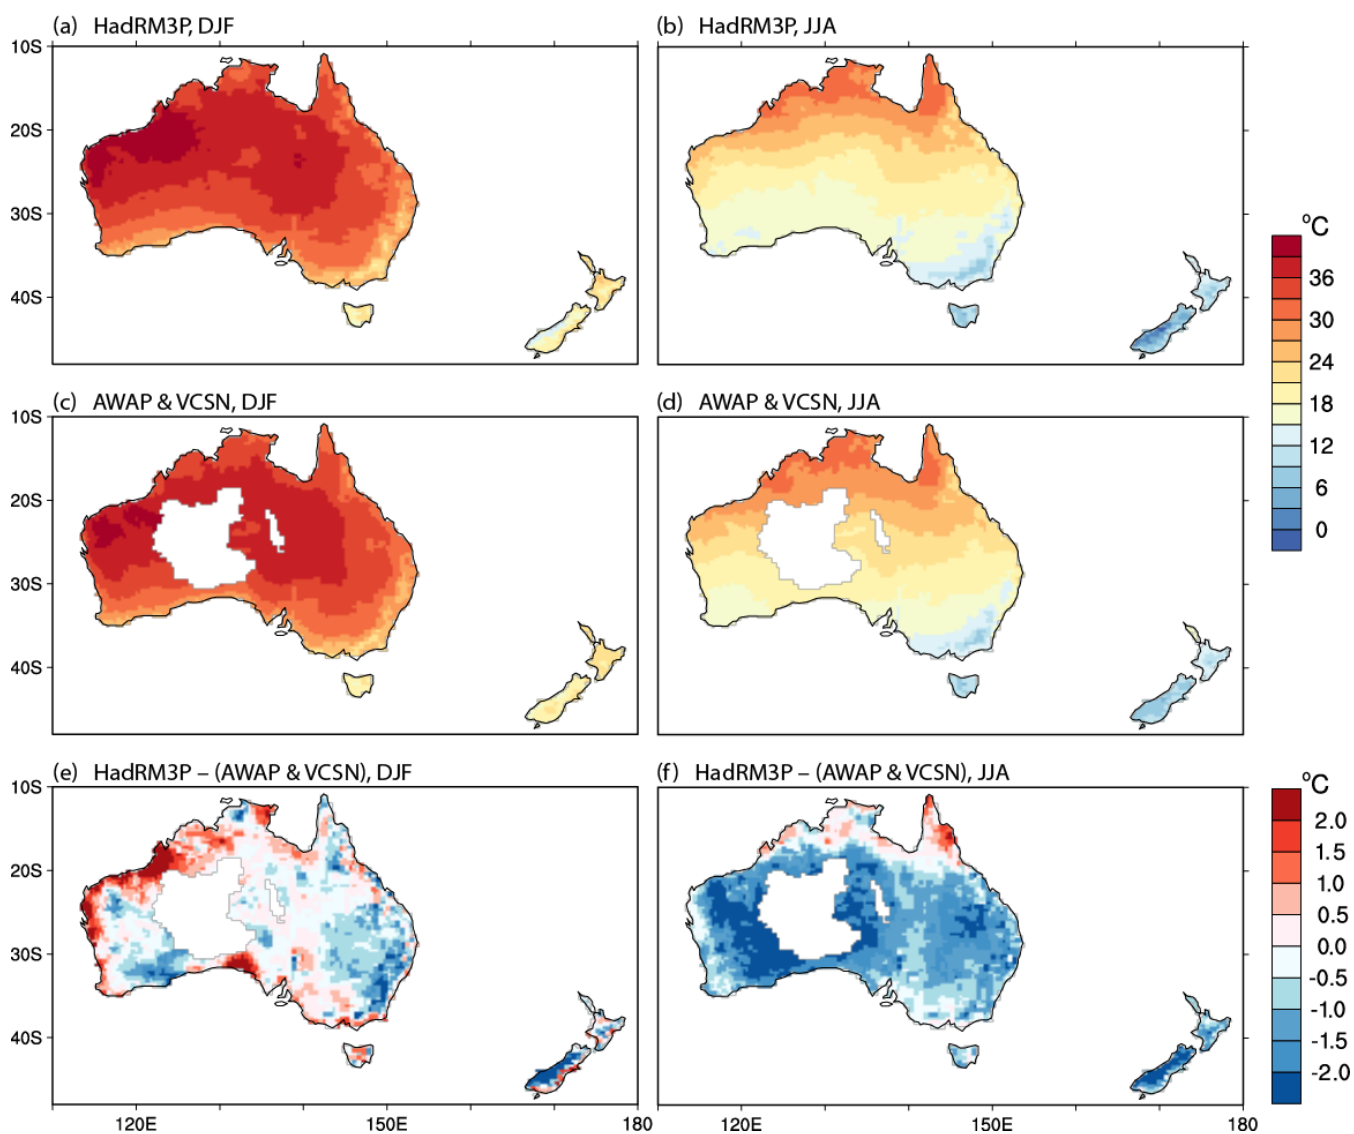 (a) HadRM3P, DJF
(b) HadRM3P, JJA
10S
20S
30S
40S
°C
36
30
24
18
12
6
0
(c) AWAP & VCSN, DJF
(d) AWAP & VCSN, JJA
10S
20S
30S
40S
(e) HadRM3P – (AWAP & VCSN), DJF
(f) HadRM3P – (AWAP & VCSN), JJA
10S
20S
30S
40S
°C
2.0
1.5
1.0
0.5
0.0
-0.5
-1.0
-1.5
-2.0
120E
150E
180
120E
150E
180